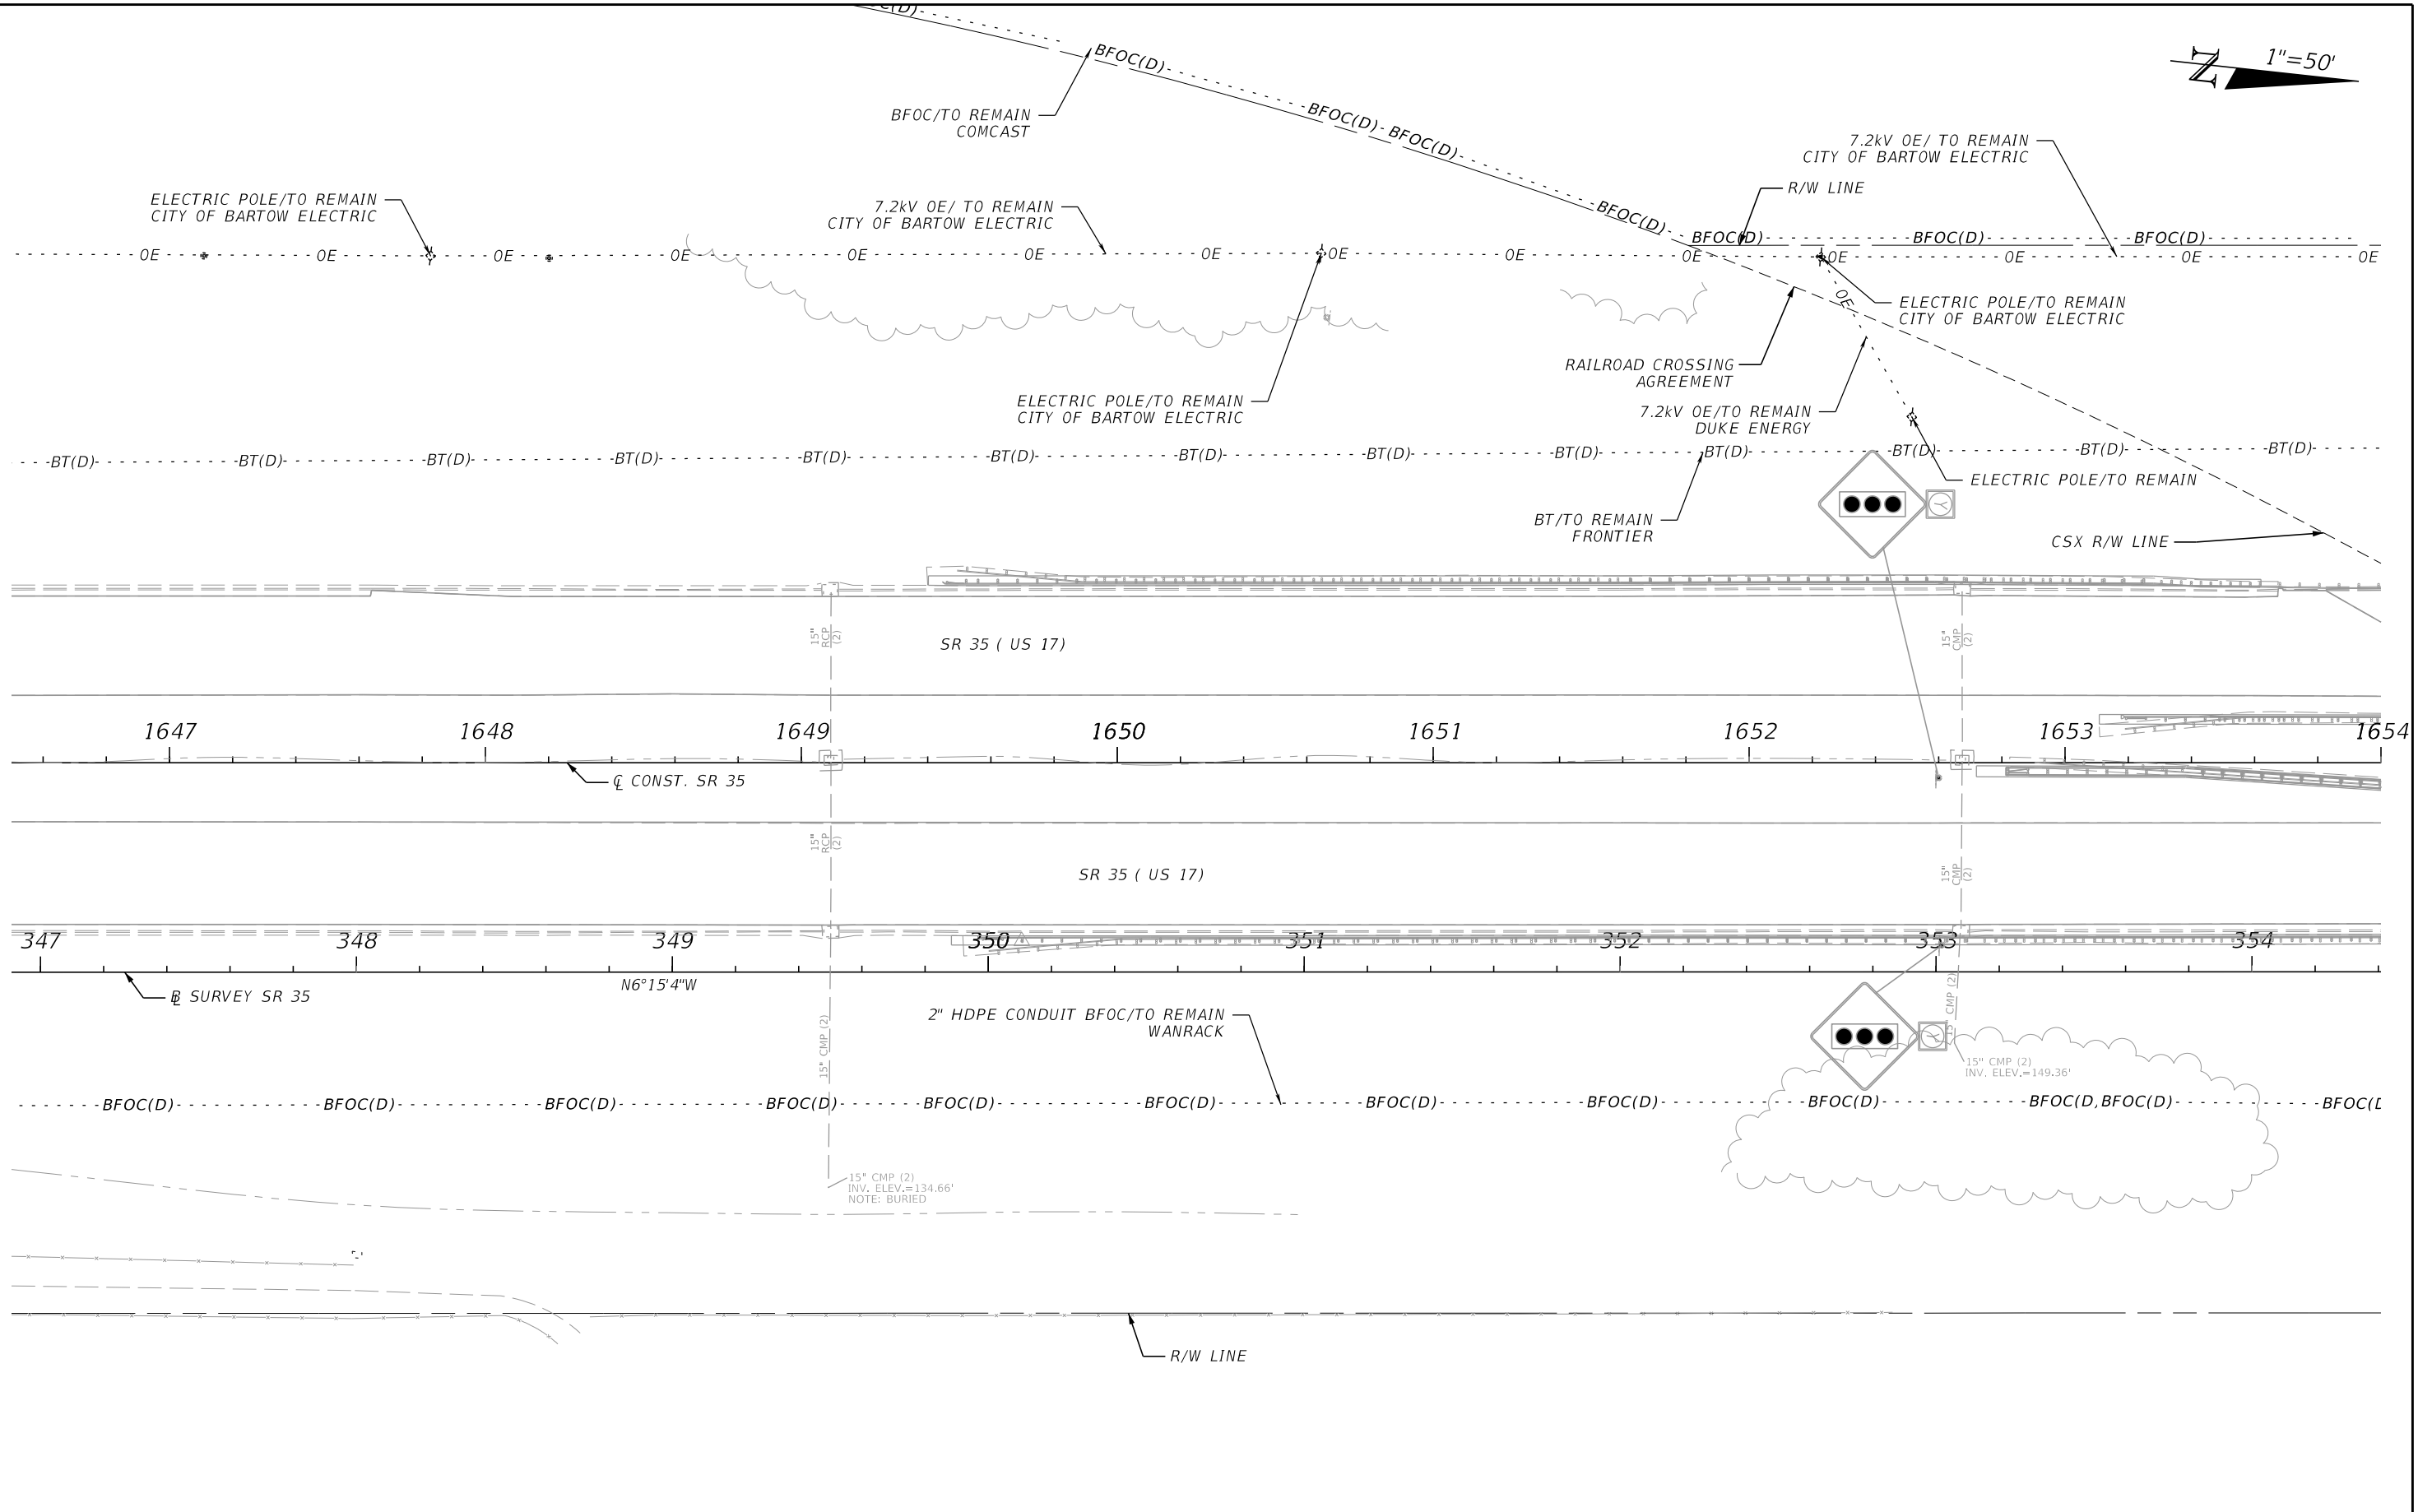 BFOC(D)
1"=50'
N
BFOC/TO REMAIN
COMCAST
BFOC(D)
BFOC(D)
7.2kV OE/ TO REMAIN
CITY OF BARTOW ELECTRIC
R/W LINE
ELECTRIC POLE/TO REMAIN
CITY OF BARTOW ELECTRIC
7.2kV OE/ TO REMAIN
CITY OF BARTOW ELECTRIC
BFOC(D)
BFOC(D) BFOC(D) BFOC(D)
OE OE OE OE OE OE OE OE OE OE OE OE OE
OE
ELECTRIC POLE/TO REMAIN
CITY OF BARTOW ELECTRIC
RAILROAD CROSSING
AGREEMENT
ELECTRIC POLE/TO REMAIN
CITY OF BARTOW ELECTRIC
7.2kV OE/TO REMAIN
DUKE ENERGY
BT(D) BT(D) BT(D) BT(D) BT(D) BT(D) BT(D) BT(D) BT(D) BT(D) BT(D) BT(D) BT(D)
ELECTRIC POLE/TO REMAIN
Y
BT/TO REMAIN
FRONTIER
CSX R/W LINE
15"
RCP
(2)
15"
CMP
(2)
SR 35 ( US 17)
1647 1648 1649 1650 1651 1652 1653 1654
CL CONST. SR 35
15"
RCP
(2)
15"
CMP
(2)
SR 35 ( US 17)
347 348 349 350 351 352 353 354
N6°15'4"W
BL SURVEY SR 35
2" HDPE CONDUIT BFOC/TO REMAIN
WANRACK
15" CMP (2)
15" CMP (2)
Y
15" CMP (2)
INV. ELEV.=149.36'
BFOC(D) BFOC(D) BFOC(D) BFOC(D) BFOC(D) BFOC(D) BFOC(D) BFOC(D) BFOC(D) BFOC(D,BFOC(D) BFOC(D
15" CMP (2)
INV. ELEV.=134.66'
NOTE: BURIED
R/W LINE